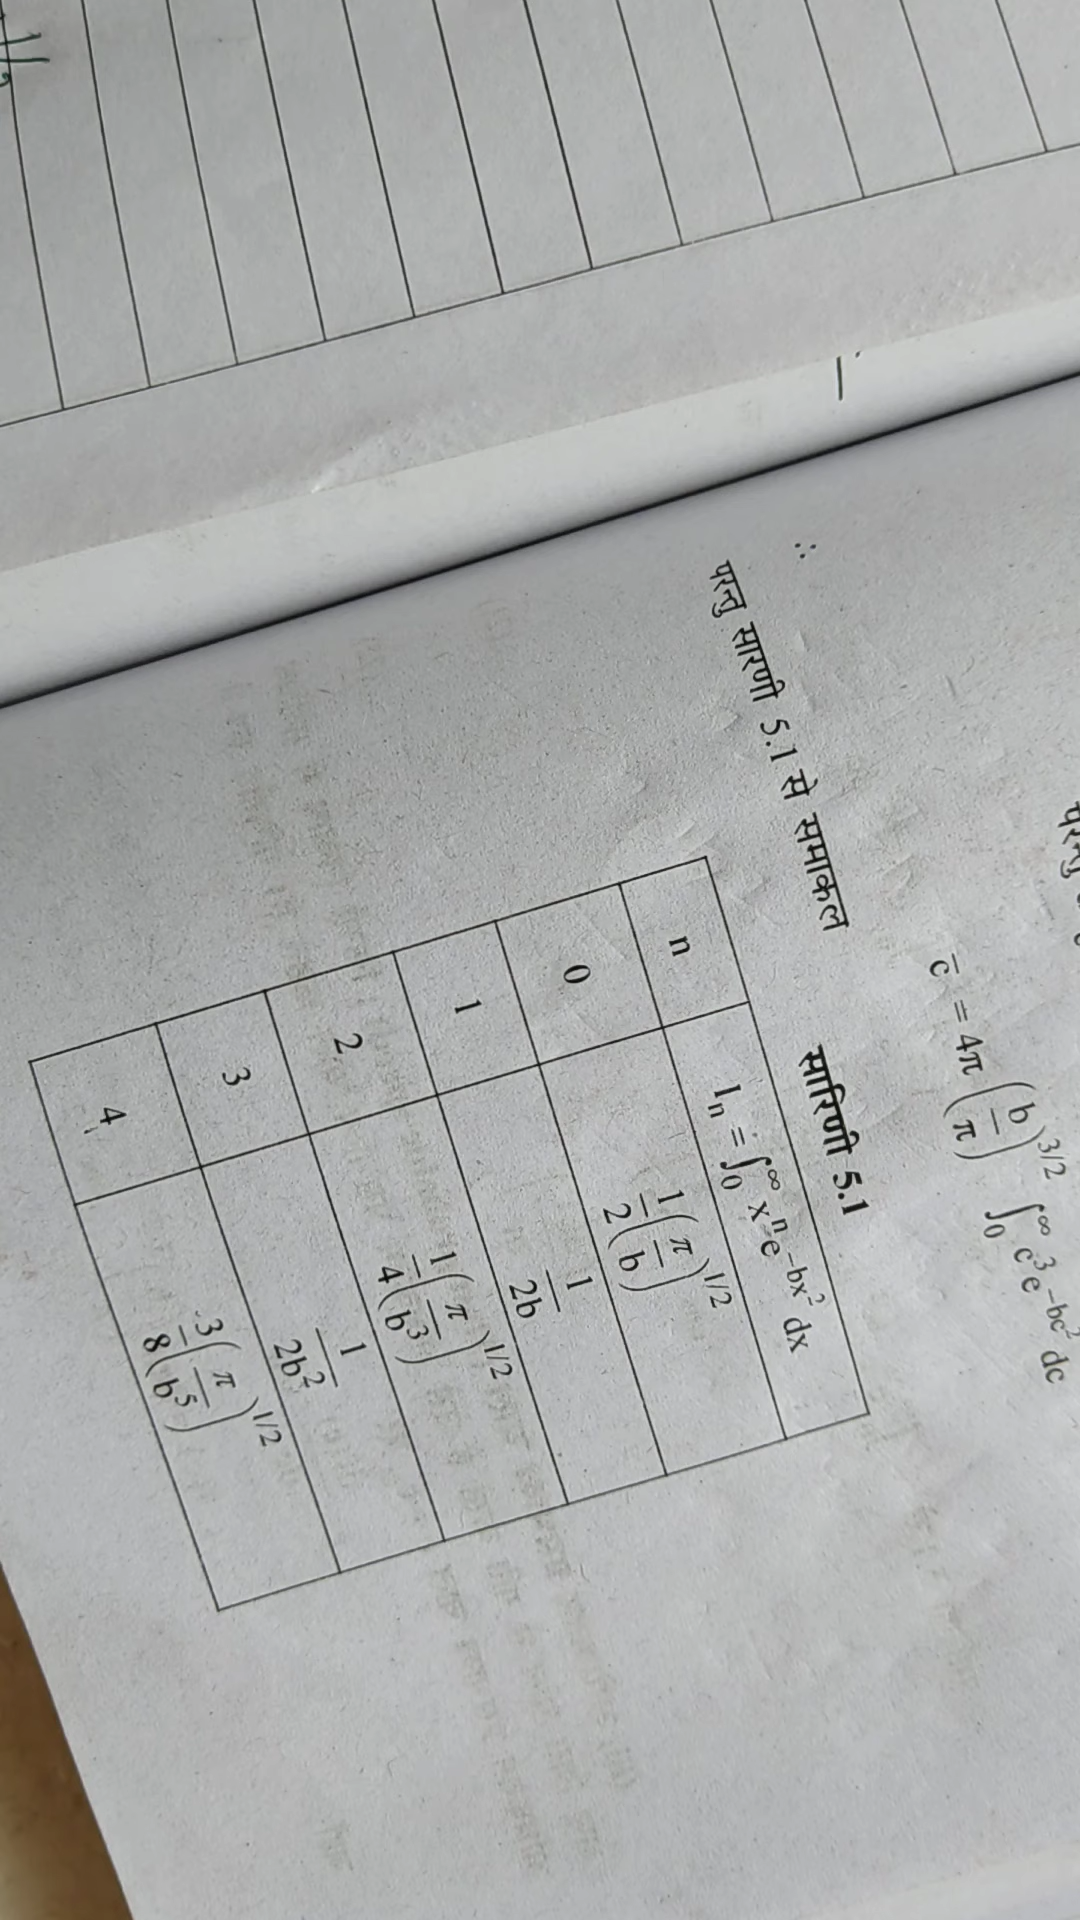 c̄ = 4π (b/π)^3/2 ∫₀^∞ c³e^-bc² dc
∴
परन्तु सारणी 5.1 से समाकल
सारिणी 5.1
n | Iₙ = ∫₀^∞ xⁿe^-bx² dx
0 | 1/2 (π/b)^1/2
1 | 1/2b
2 | 1/4 (π/b³)^1/2
3 | 1/2b²
4 | 3/8 (π/b⁵)^1/2